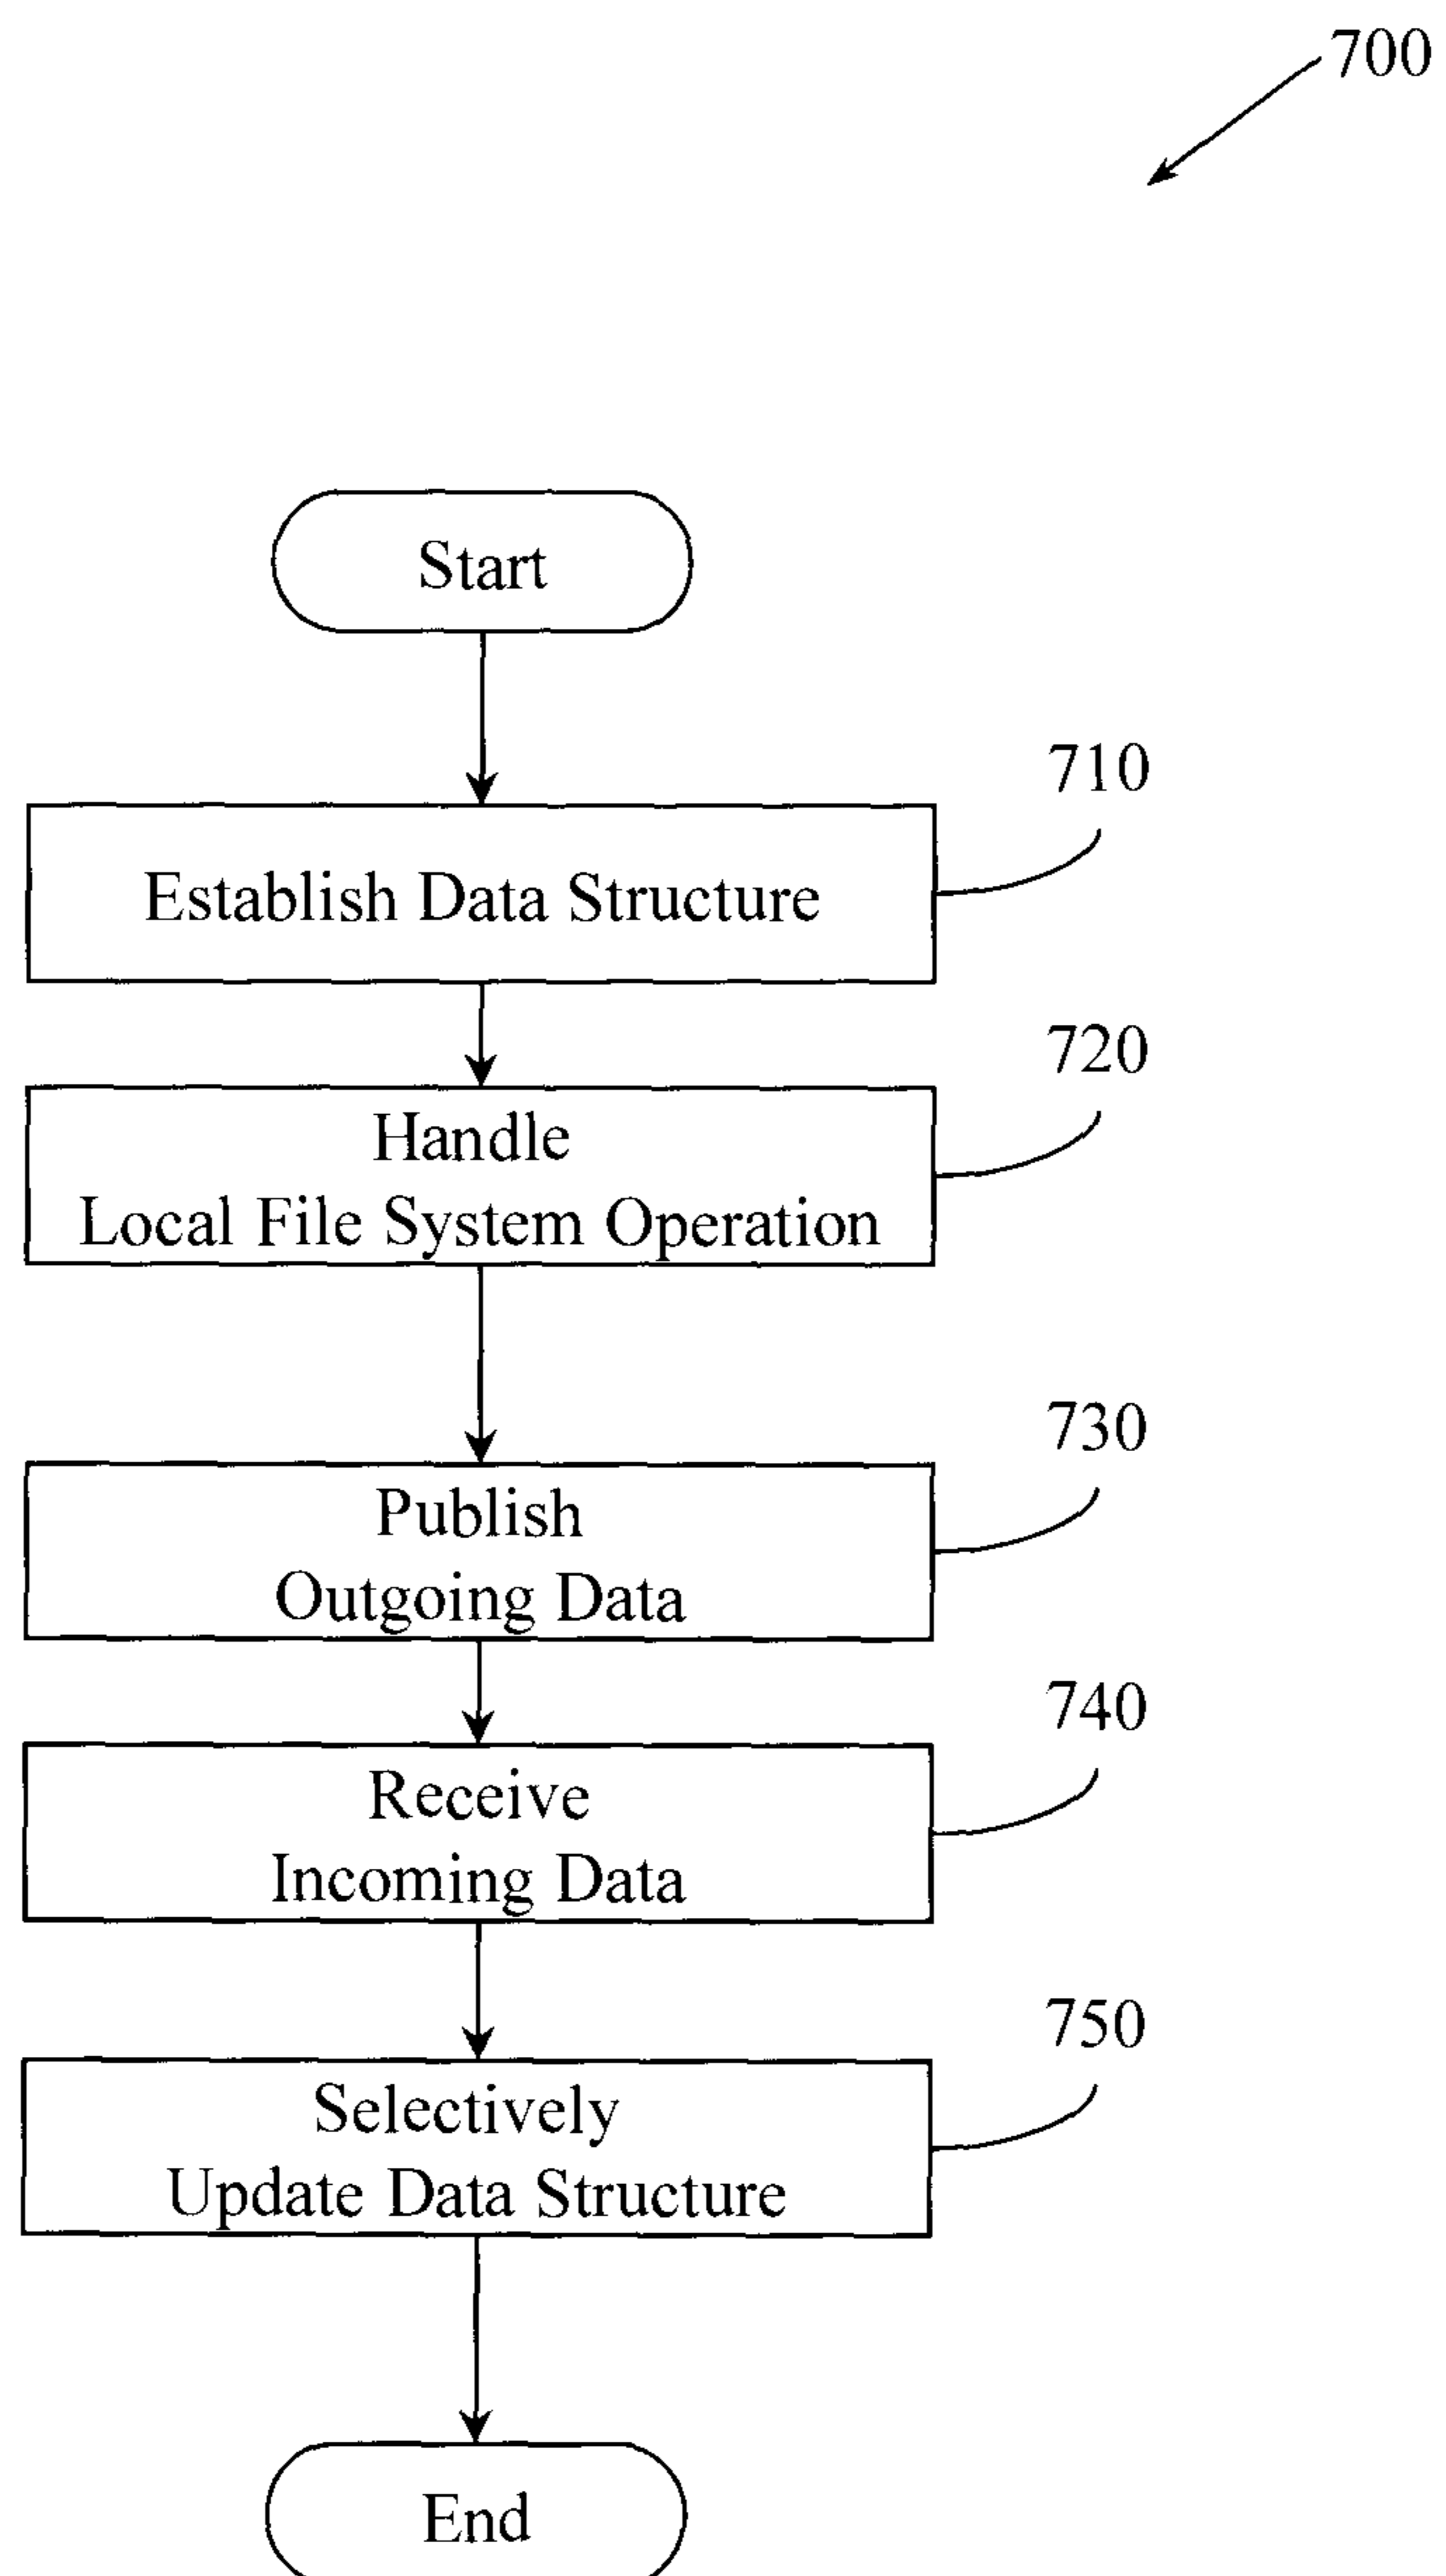 700
Start
710
Establish Data Structure
720
Handle
Local File System Operation
730
Publish
Outgoing Data
740
Receive
Incoming Data
750
Selectively
Update Data Structure
End